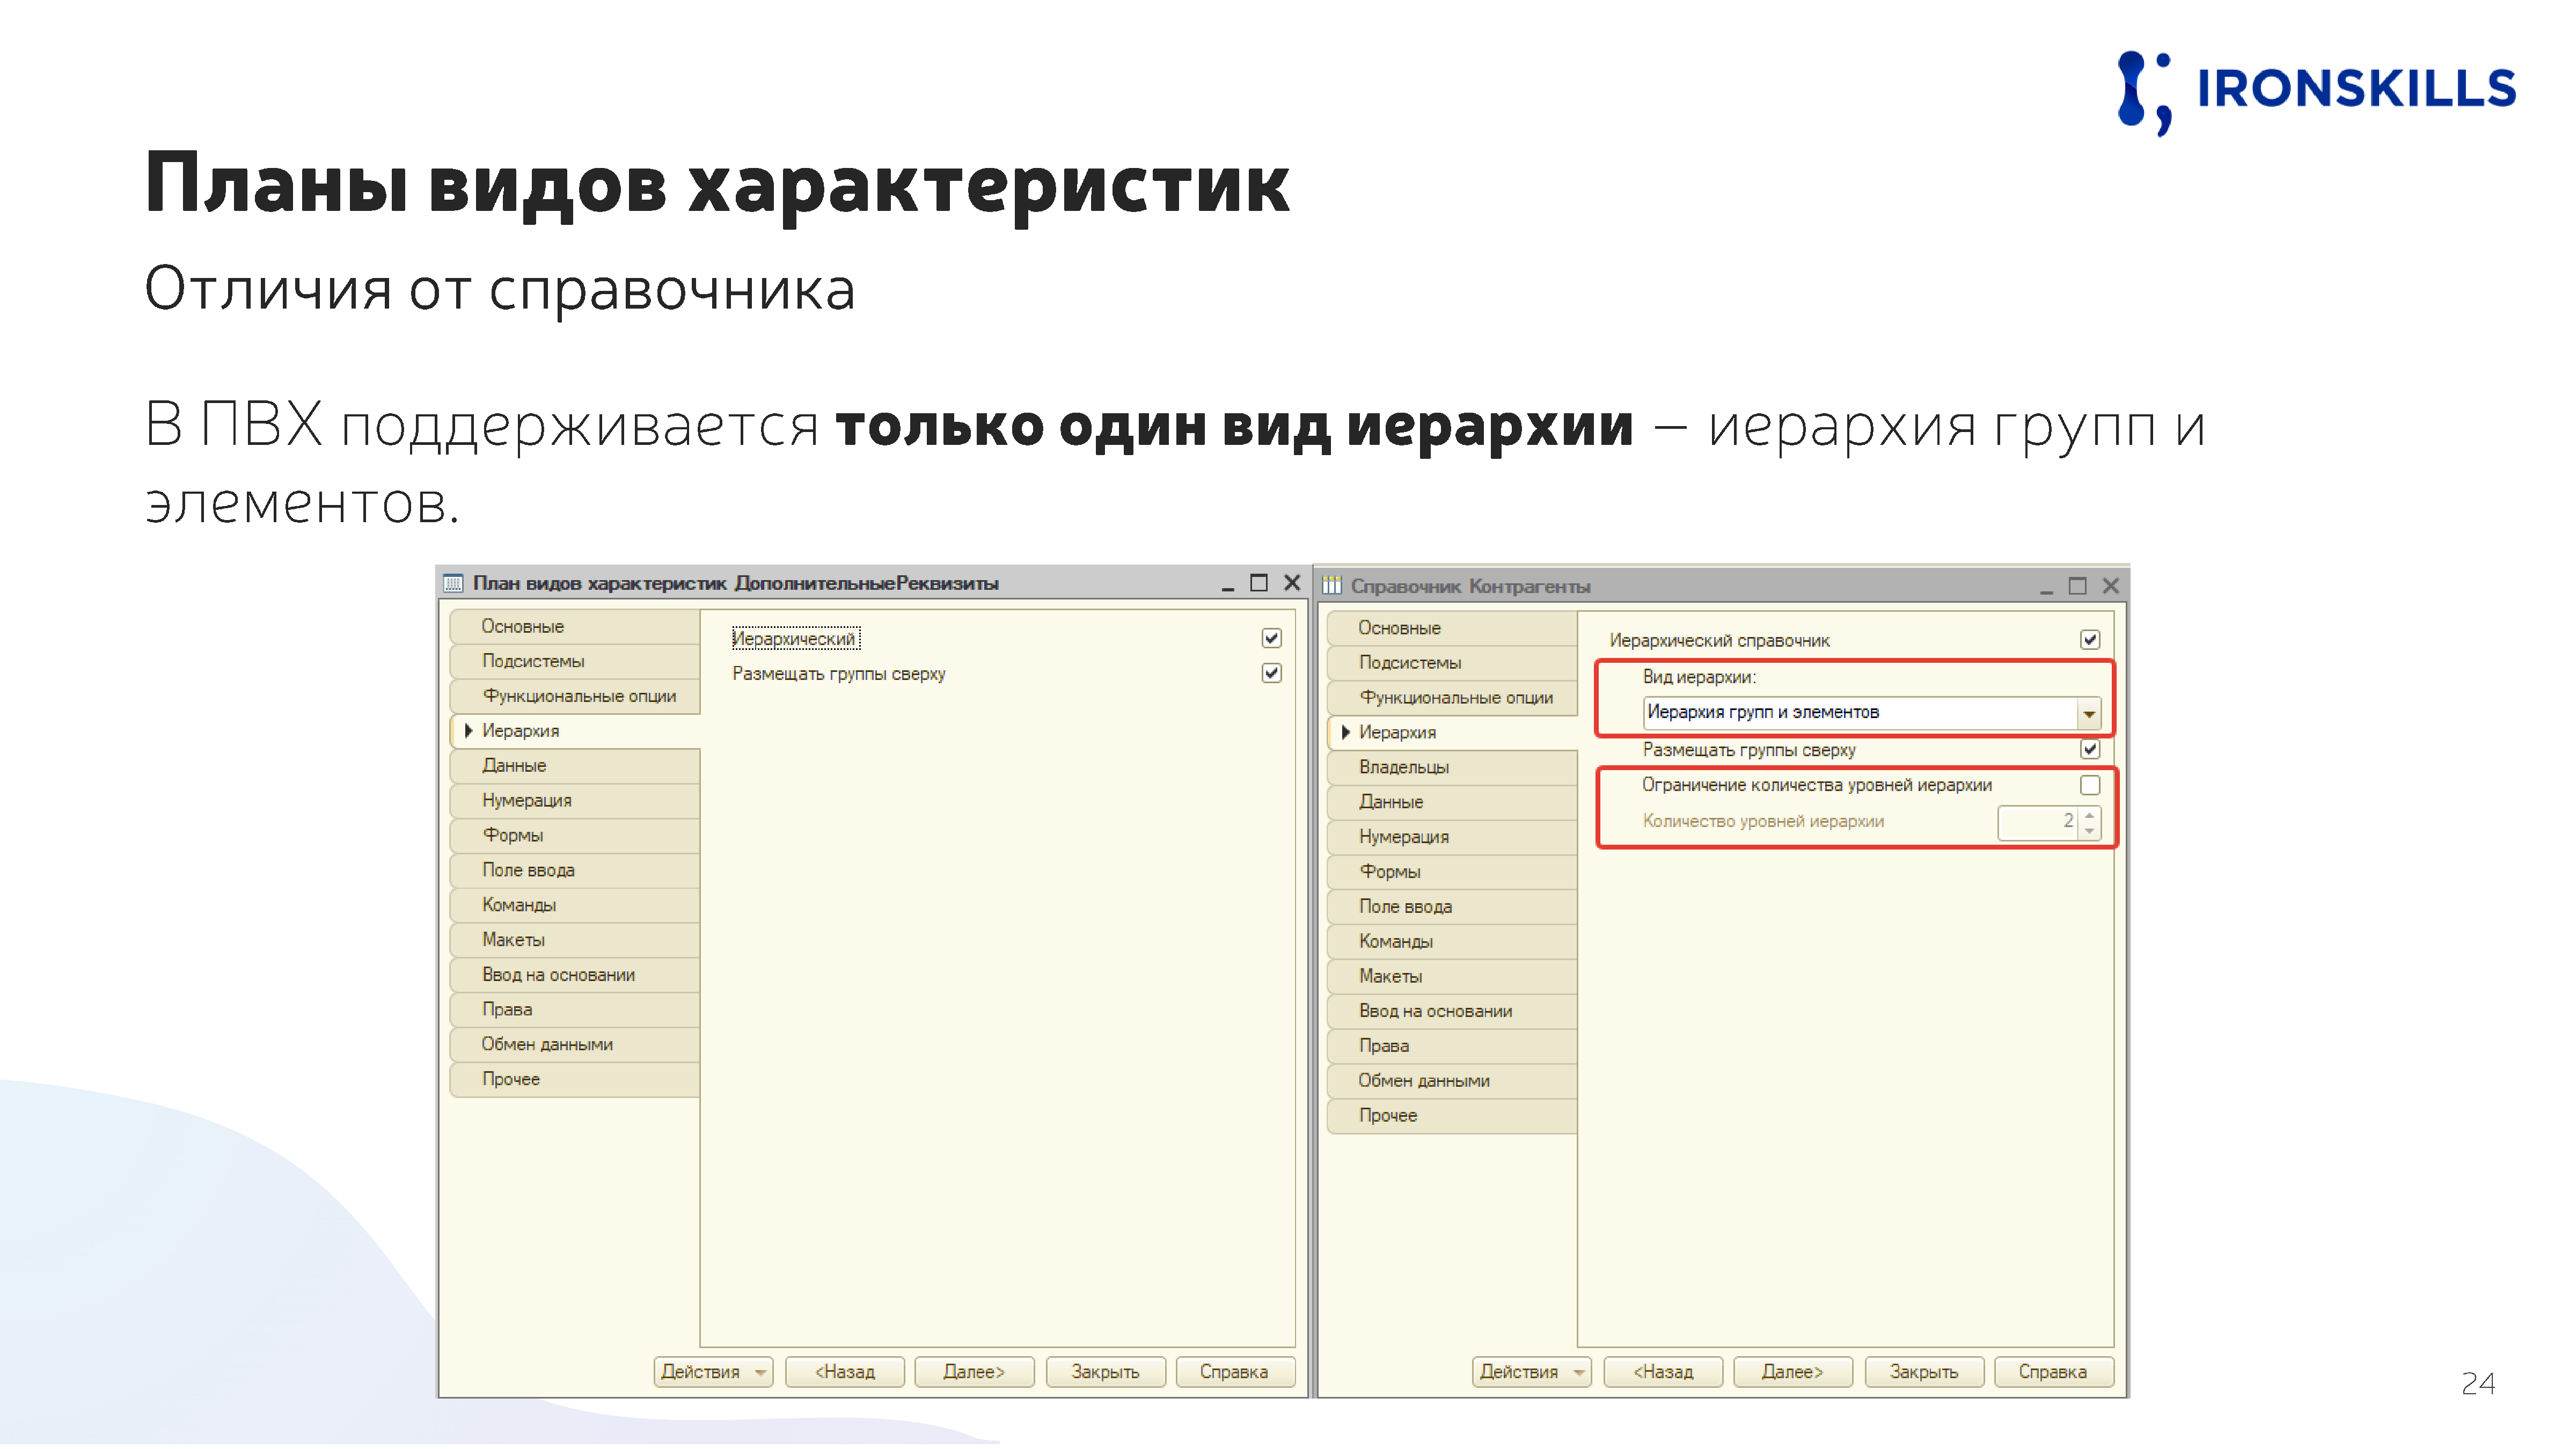 IRONSKILLS
Планы видов характеристик
Отличия от справочника
В ПВХ поддерживается только один вид иерархии – иерархия групп и
элементов.
План видов характеристик ДополнительныеРеквизиты
Основные
Подсистемы
Функциональные опции
Иерархия
Данные
Нумерация
Формы
Поле ввода
Команды
Макеты
Ввод на основании
Права
Обмен данными
Прочее
Иерархический
Размещать группы сверху
Действия
<Назад
Далее>
Закрыть
Справка
Справочник Контрагенты
Основные
Подсистемы
Функциональные опции
Иерархия
Владельцы
Данные
Нумерация
Формы
Поле ввода
Команды
Макеты
Ввод на основании
Права
Обмен данными
Прочее
Иерархический справочник
Вид иерархии:
Иерархия групп и элементов
Размещать группы сверху
Ограничение количества уровней иерархии
Количество уровней иерархии 2
Действия
<Назад
Далее>
Закрыть
Справка
24